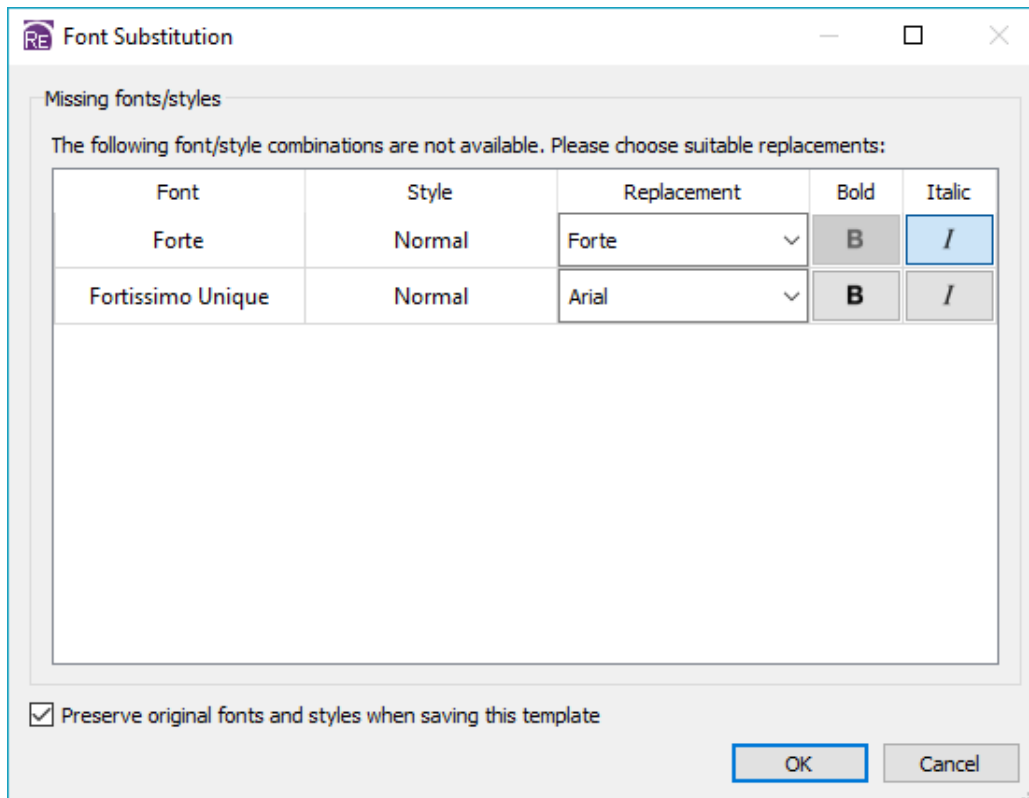 RE Font Substitution
Missing fonts/styles
The following font/style combinations are not available. Please choose suitable replacements:
Font Style Replacement Bold Italic
Forte Normal Forte B I
Fortissimo Unique Normal Arial B I
Preserve original fonts and styles when saving this template
OK Cancel